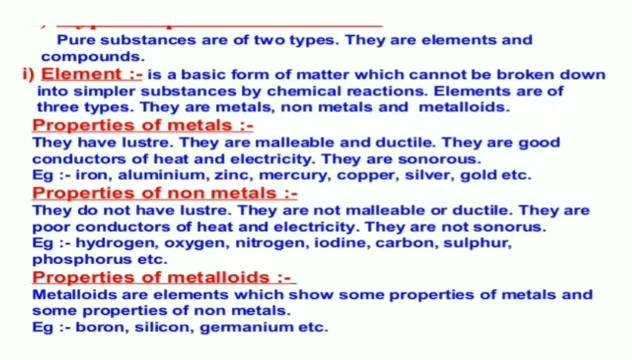 Pure substances are of two types. They are elements and
compounds.
i) Element :- is a basic form of matter which cannot be broken down
into simpler substances by chemical reactions. Elements are of
three types. They are metals, non metals and metalloids.
Properties of metals :-
They have lustre. They are malleable and ductile. They are good
conductors of heat and electricity. They are sonorous.
Eg :- iron, aluminium, zinc, mercury, copper, silver, gold etc.
Properties of non metals :-
They do not have lustre. They are not malleable or ductile. They are
poor conductors of heat and electricity. They are not sonorus.
Eg :- hydrogen, oxygen, nitrogen, iodine, carbon, sulphur,
phosphorus etc.
Properties of metalloids :-
Metalloids are elements which show some properties of metals and
some properties of non metals.
Eg :- boron, silicon, germanium etc.